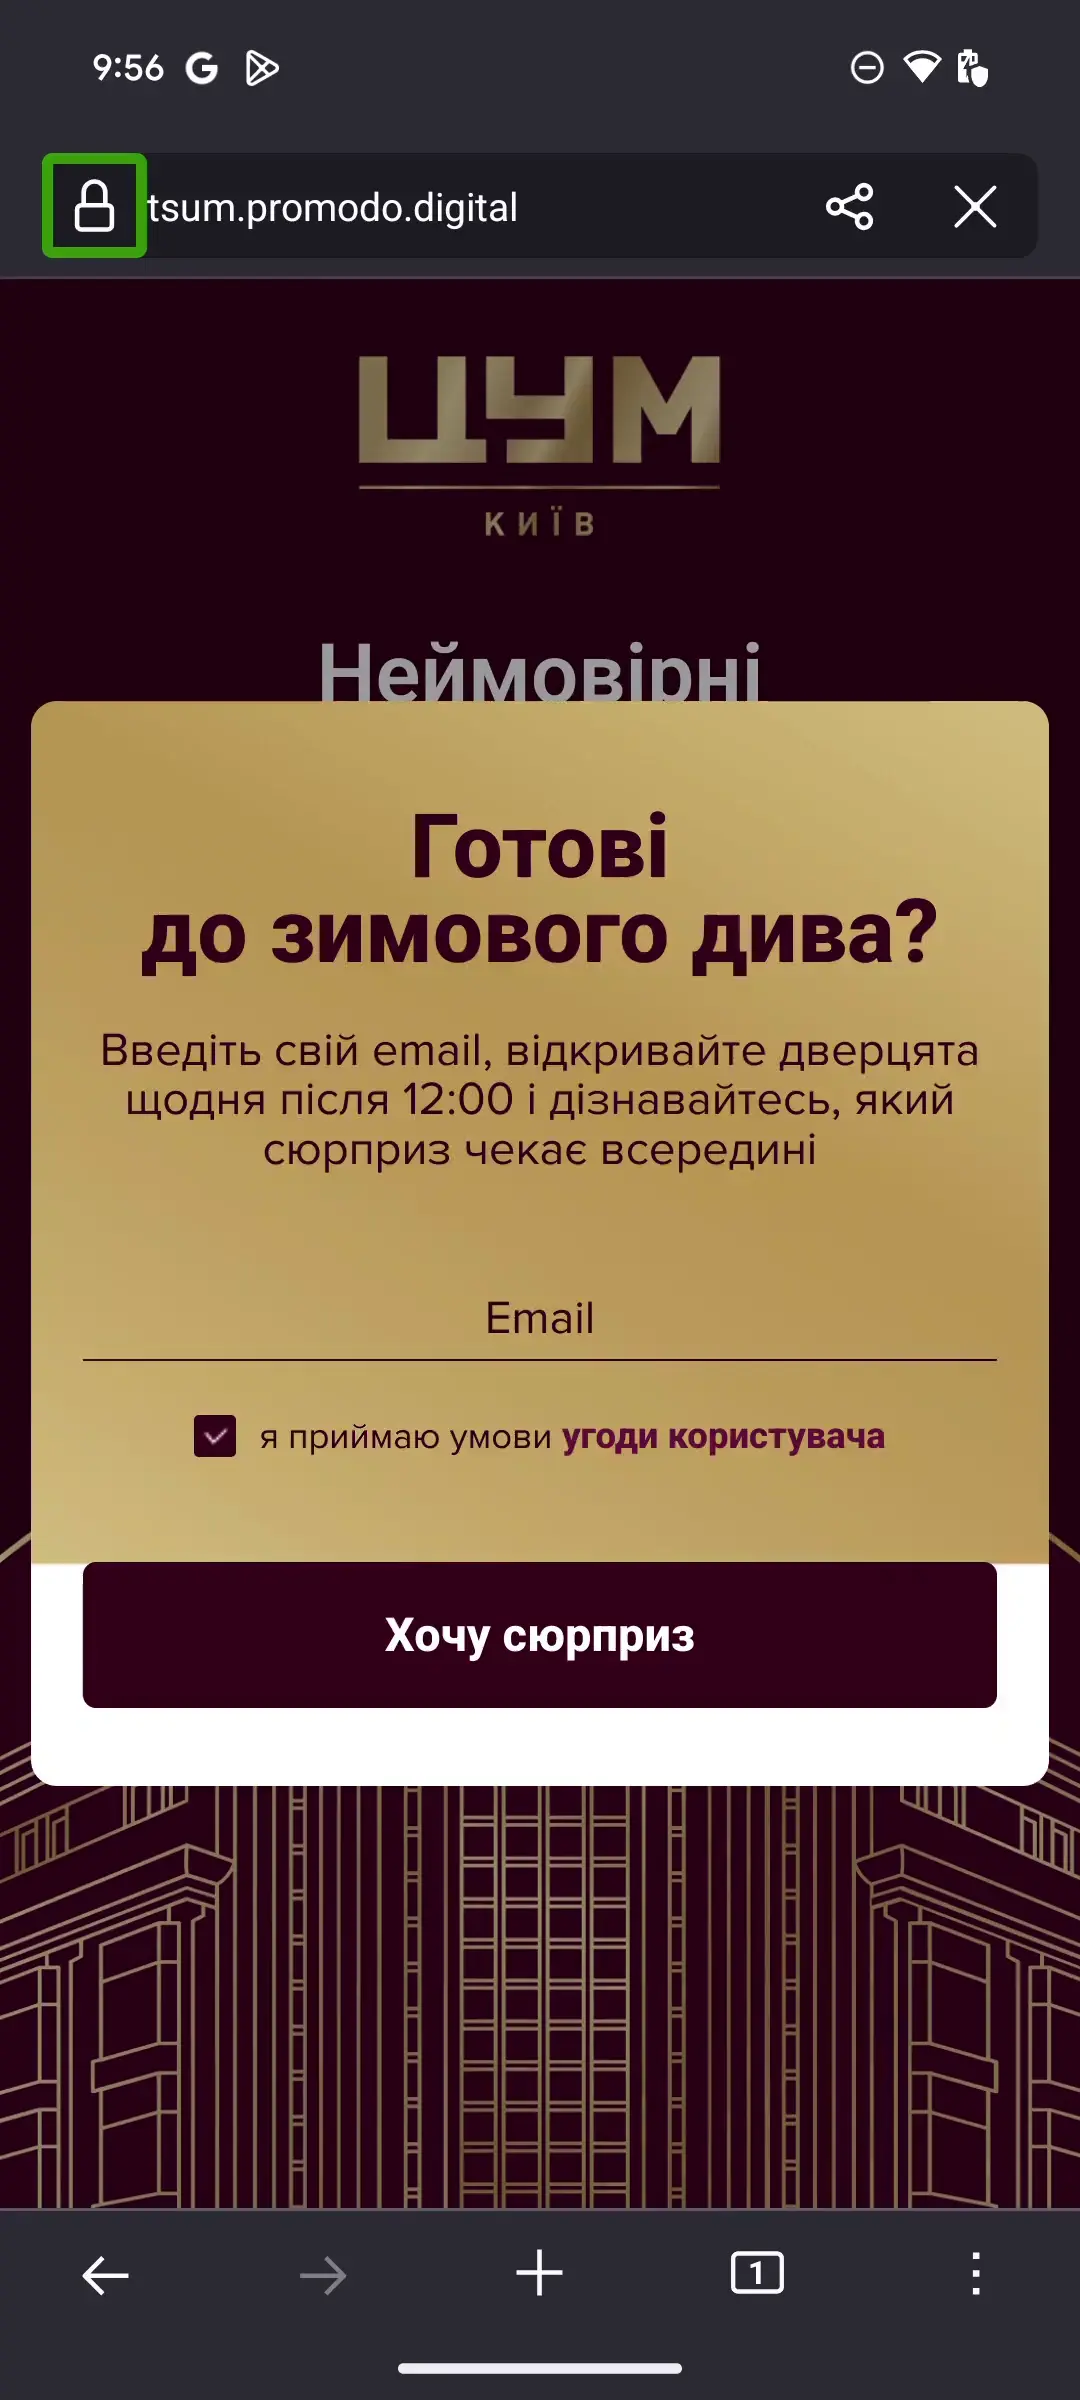 9:56
tsum.promodo.digital
ЦУМ
КИЇВ
Неймовірні
Готові
до зимового дива?
Введіть свій email, відкривайте дверцята
щодня після 12:00 і дізнавайтесь, який
сюрприз чекає всередині
Email
я приймаю умови угоди користувача
Хочу сюрприз
1